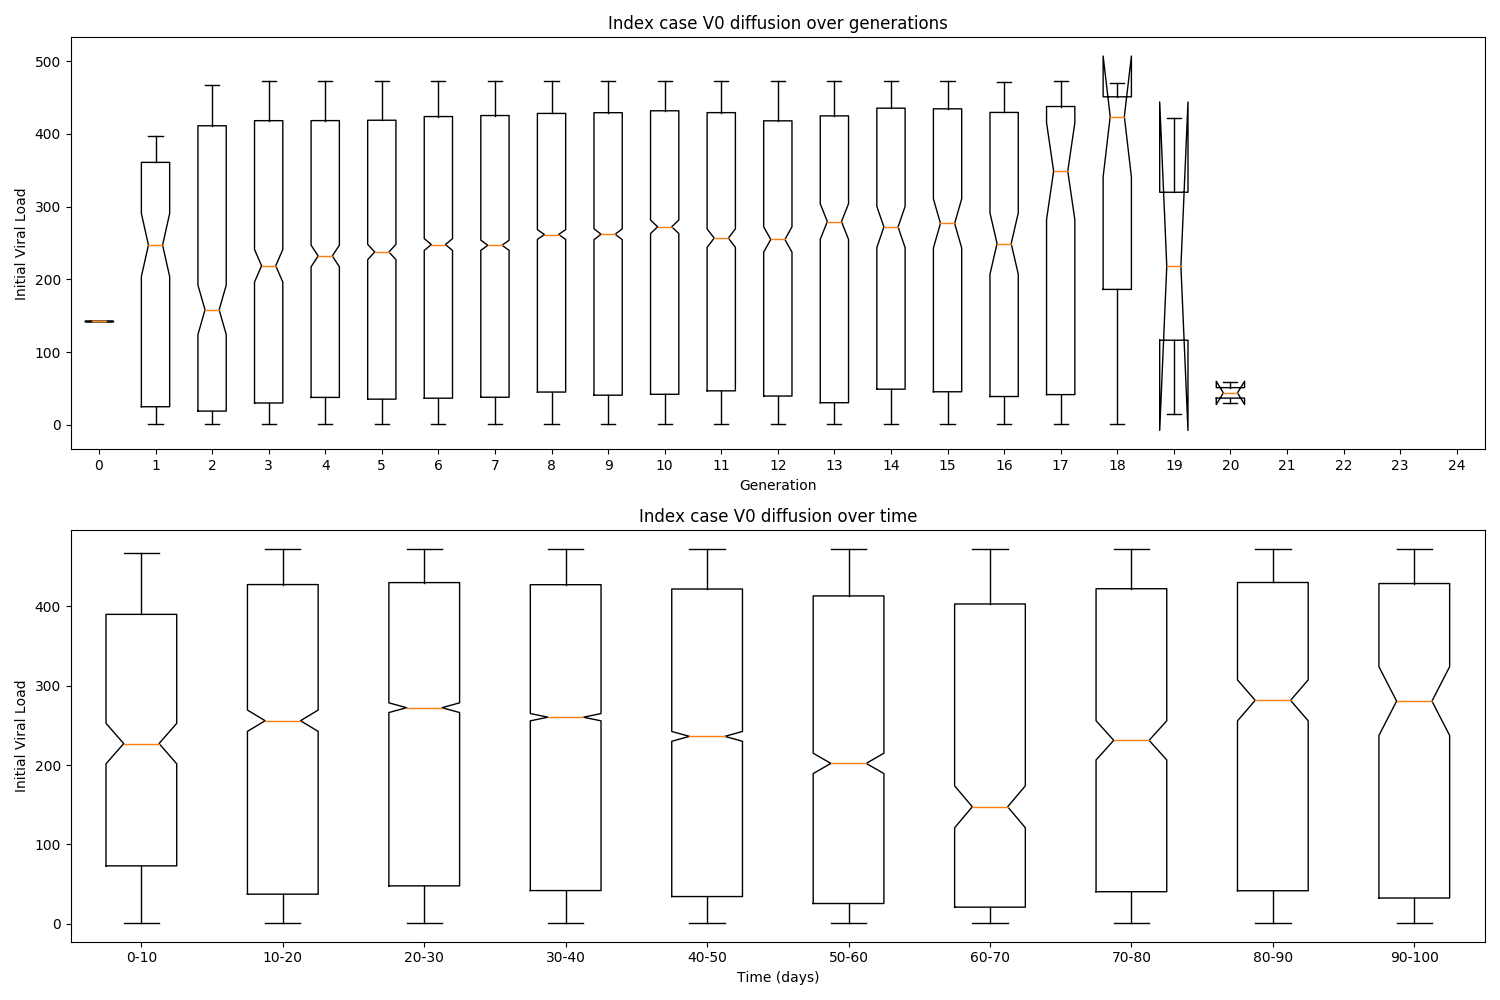 Index case V0 diffusion over generations
Initial Viral Load
500
400
300
200
100
0
0 1 2 3 4 5 6 7 8 9 10 11 12 13 14 15 16 17 18 19 20 21 22 23 24
Generation
Index case V0 diffusion over time
Initial Viral Load
400
300
200
100
0
0-10 10-20 20-30 30-40 40-50 50-60 60-70 70-80 80-90 90-100
Time (days)